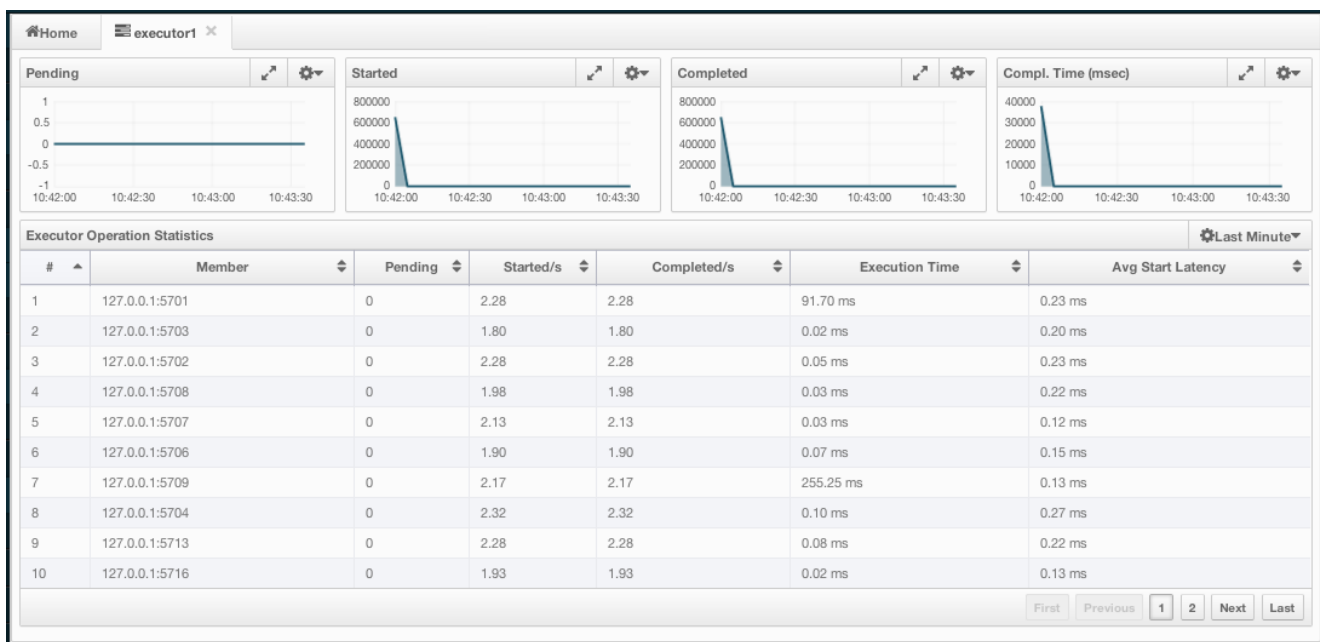 Home executor1
Pending Started Completed Compl. Time (msec)
1
0.5
0
-0.5
-1
10:42:00 10:42:30 10:43:00 10:43:30
800000
600000
400000
200000
0
10:42:00 10:42:30 10:43:00 10:43:30
800000
600000
400000
200000
0
10:42:00 10:42:30 10:43:00 10:43:30
40000
30000
20000
10000
0
10:42:00 10:42:30 10:43:00 10:43:30
Executor Operation Statistics Last Minute
# Member Pending Started/s Completed/s Execution Time Avg Start Latency
1 127.0.0.1:5701 0 2.28 2.28 91.70 ms 0.23 ms
2 127.0.0.1:5703 0 1.80 1.80 0.02 ms 0.20 ms
3 127.0.0.1:5702 0 2.28 2.28 0.05 ms 0.23 ms
4 127.0.0.1:5708 0 1.98 1.98 0.03 ms 0.22 ms
5 127.0.0.1:5707 0 2.13 2.13 0.03 ms 0.12 ms
6 127.0.0.1:5706 0 1.90 1.90 0.07 ms 0.15 ms
7 127.0.0.1:5709 0 2.17 2.17 255.25 ms 0.13 ms
8 127.0.0.1:5704 0 2.32 2.32 0.10 ms 0.27 ms
9 127.0.0.1:5713 0 2.28 2.28 0.08 ms 0.22 ms
10 127.0.0.1:5716 0 1.93 1.93 0.02 ms 0.13 ms
First Previous 1 2 Next Last